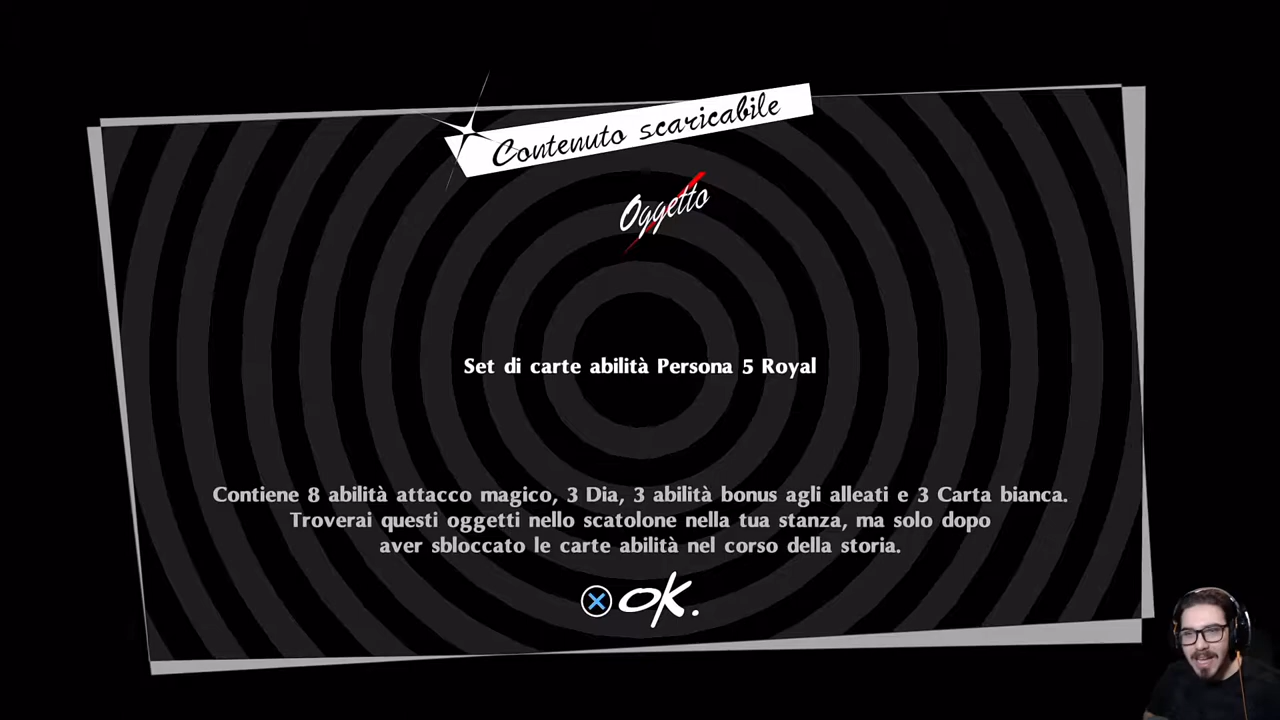 Contenuto scaricabile
Oggetto
Set di carte abilità Persona 5 Royal
Contiene 8 abilità attacco magico, 3 Dia, 3 abilità bonus agli alleati e 3 Carta bianca.
Troverai questi oggetti nello scatolone nella tua stanza, ma solo dopo
aver sbloccato le carte abilità nel corso della storia.
OK.